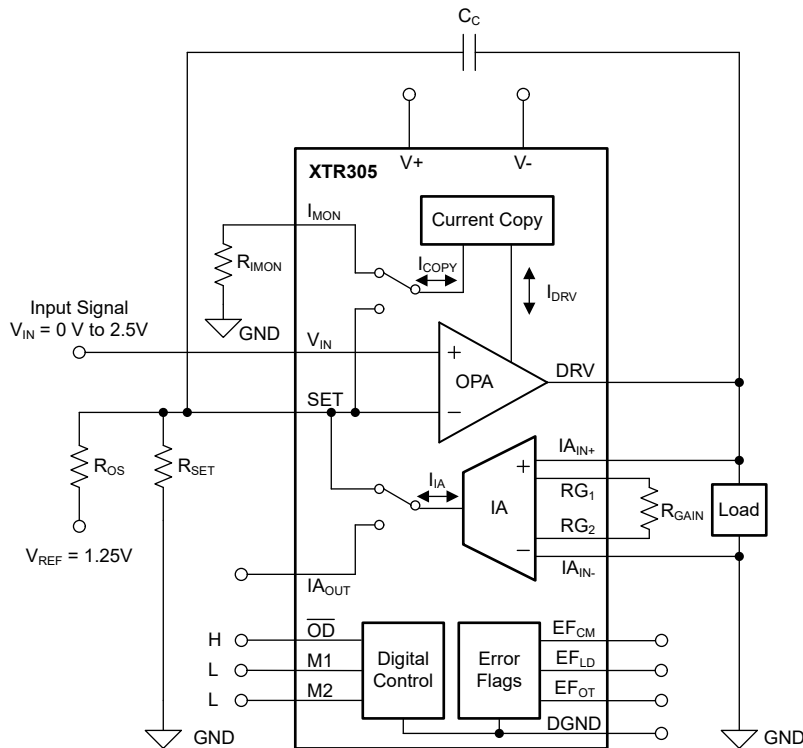 C_C
V+
V-
XTR305
I_MON
Current Copy
R_IMON
I_COPY
I_DRV
Input Signal
V_IN = 0 V to 2.5V
GND
V_IN
+
OPA
DRV
SET
−
IA_IN+
R_OS
R_SET
I_IA
+
IA
RG_1
RG_2
R_GAIN
Load
−
V_REF = 1.25V
IA_IN-
IA_OUT
H
O̅D̅
EF_CM
L
M1
Digital
Control
Error
Flags
EF_LD
L
M2
EF_OT
DGND
GND
GND